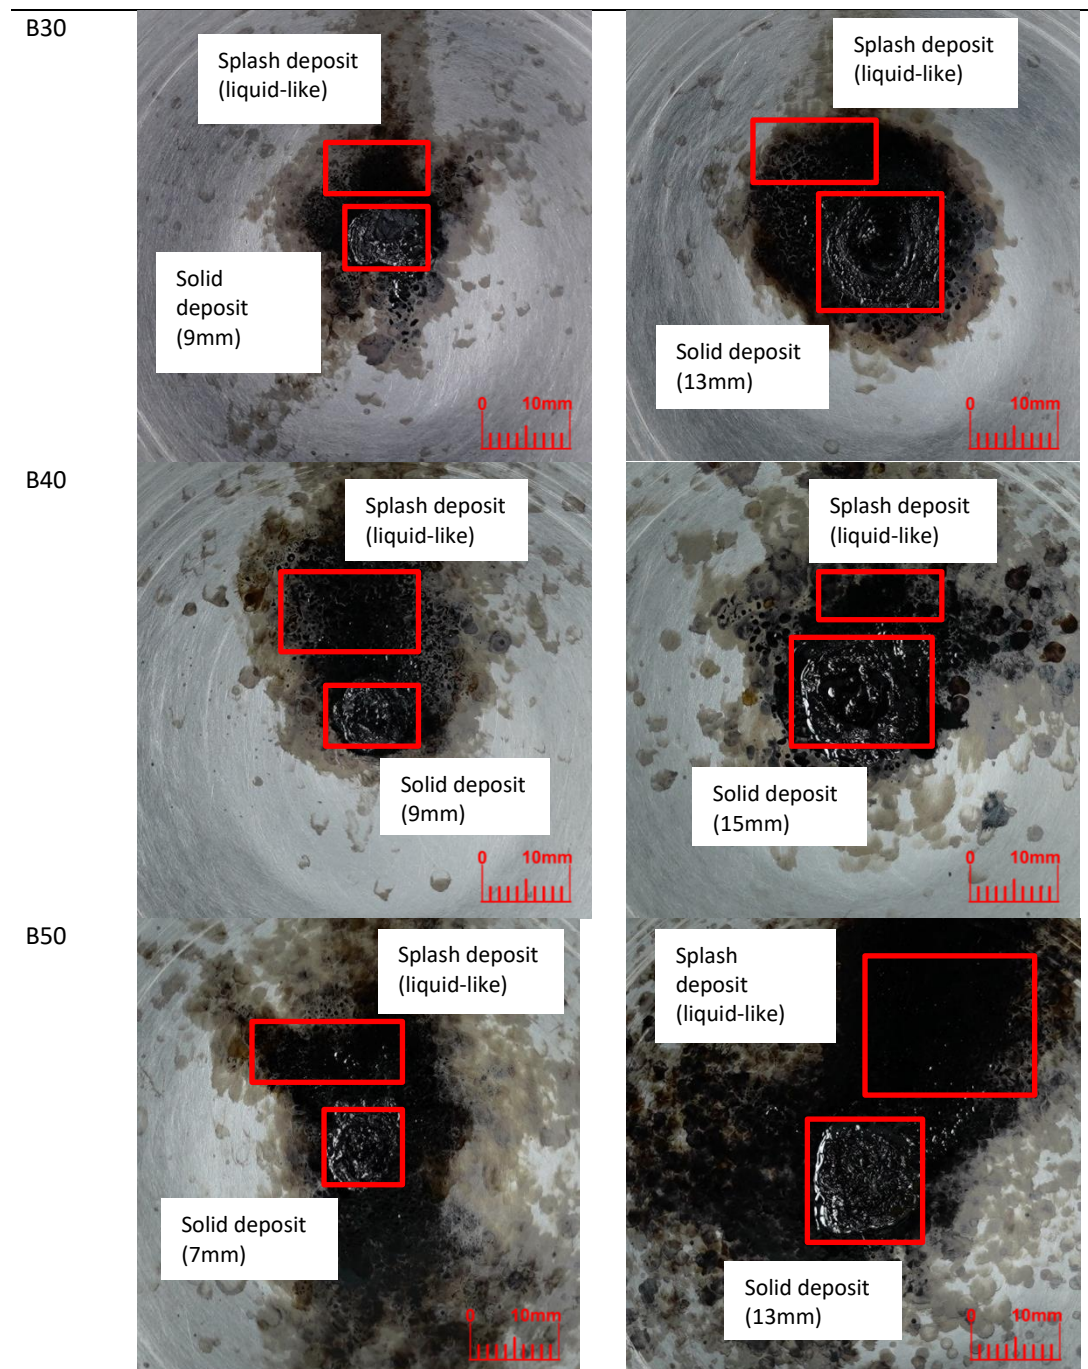 B30
Splash deposit
(liquid-like)
Solid
deposit
(9mm)
0 10mm
Splash deposit
(liquid-like)
Solid deposit
(13mm)
0 10mm
B40
Splash deposit
(liquid-like)
Solid deposit
(9mm)
0 10mm
Splash deposit
(liquid-like)
Solid deposit
(15mm)
0 10mm
B50
Splash deposit
(liquid-like)
Solid deposit
(7mm)
0 10mm
Splash
deposit
(liquid-like)
Solid deposit
(13mm)
0 10mm